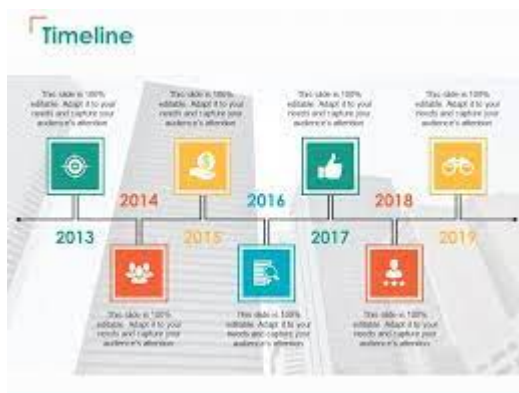 Timeline
This slide is 100%
editable. Adapt it to your
needs and capture your
audience's attention
This slide is 100%
editable. Adapt it to your
needs and capture your
audience's attention
This slide is 100%
editable. Adapt it to your
needs and capture your
audience's attention
This slide is 100%
editable. Adapt it to your
needs and capture your
audience's attention
2014
2016
2018
2013
2015
2017
2019
This slide is 100%
editable. Adapt it to your
needs and capture your
audience's attention
This slide is 100%
editable. Adapt it to your
needs and capture your
audience's attention
This slide is 100%
editable. Adapt it to your
needs and capture your
audience's attention